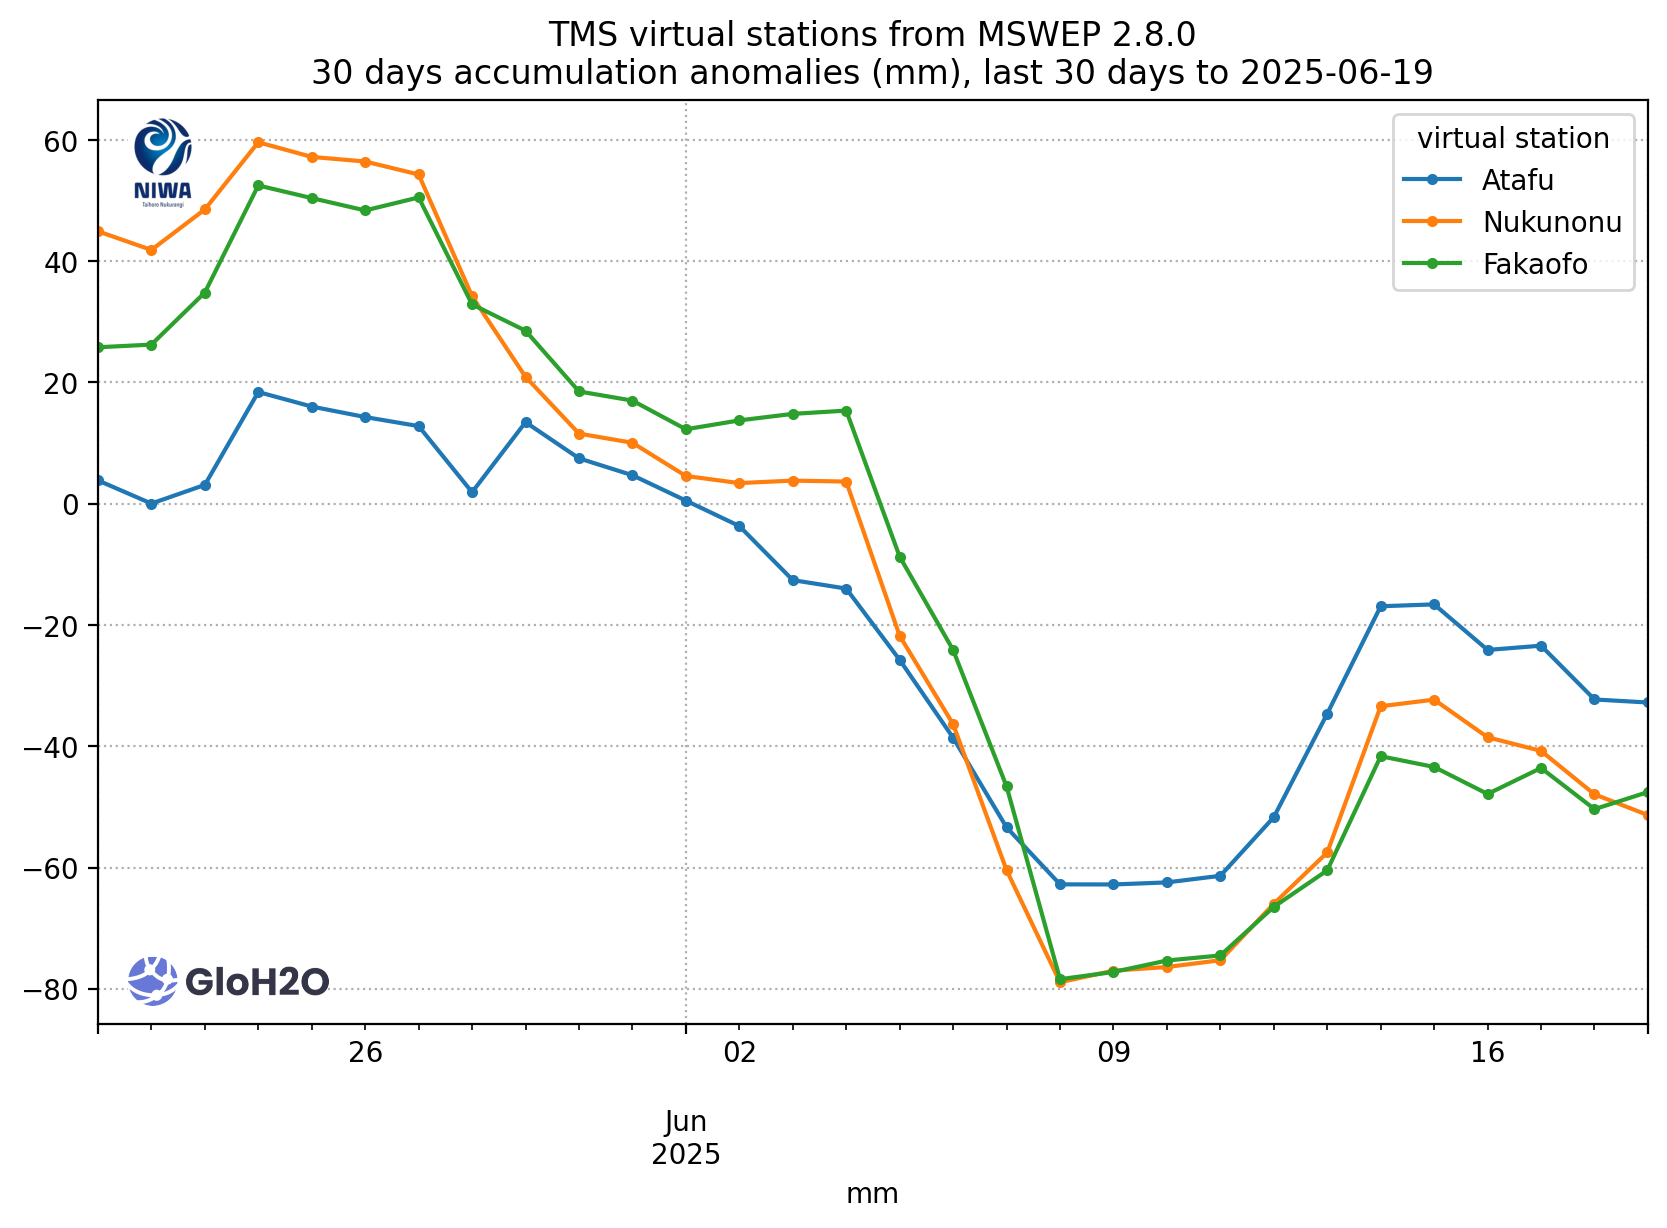 TMS virtual stations from MSWEP 2.8.0
30 days accumulation anomalies (mm), last 30 days to 2025-06-19
NIWA
Taihoro Nukurangi
virtual station
Atafu
Nukunonu
Fakaofo
60
40
20
0
−20
−40
−60
−80
GloH2O
26
02
09
16
Jun
2025
mm